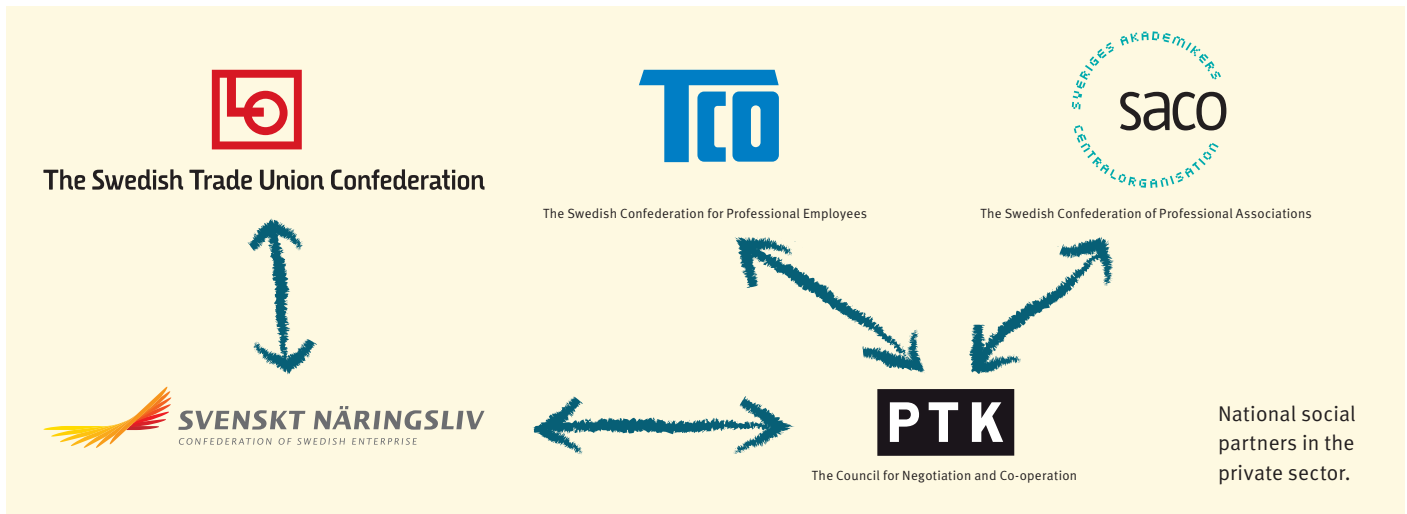 LO
The Swedish Trade Union Confederation
TCO
The Swedish Confederation for Professional Employees
SVERIGES AKADEMIKERS
saco
CENTRALORGANISATION
The Swedish Confederation of Professional Associations
SVENSKT NÄRINGSLIV
CONFEDERATION OF SWEDISH ENTERPRISE
PTK
The Council for Negotiation and Co-operation
National social
partners in the
private sector.